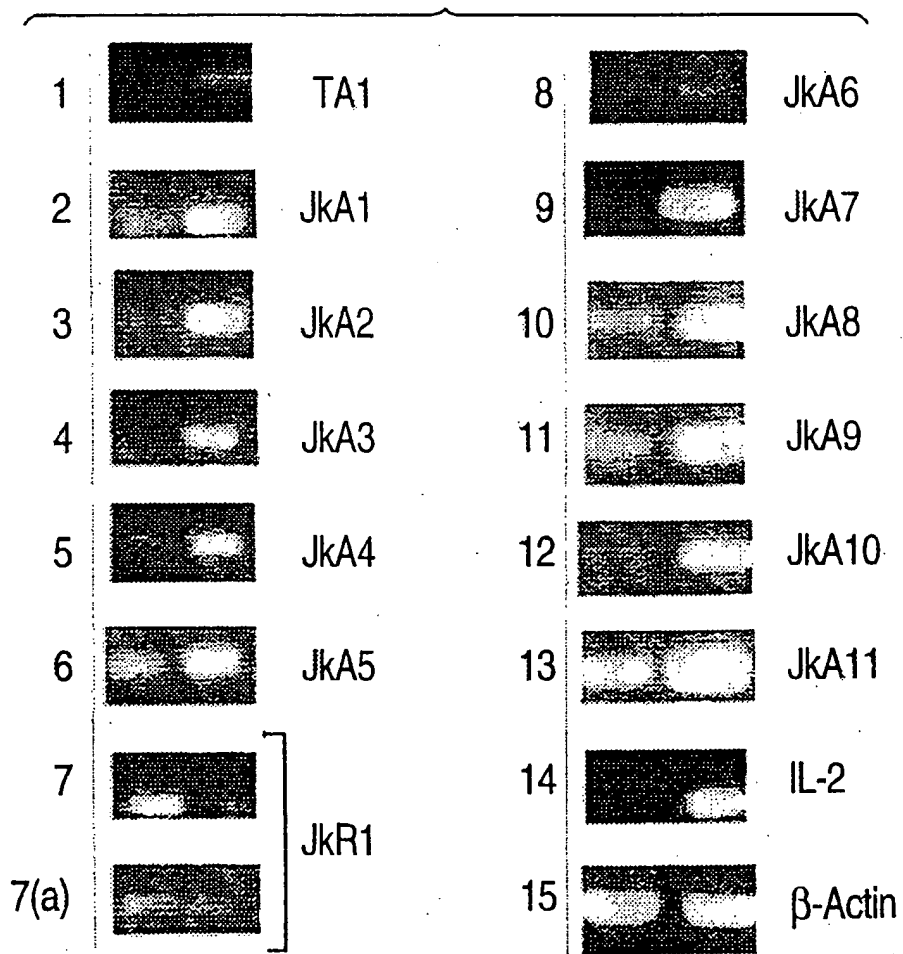 1 TA1
2 JkA1
3 JkA2
4 JkA3
5 JkA4
6 JkA5
7
JkR1
7(a)
8 JkA6
9 JkA7
10 JkA8
11 JkA9
12 JkA10
13 JkA11
14 IL-2
15 β-Actin